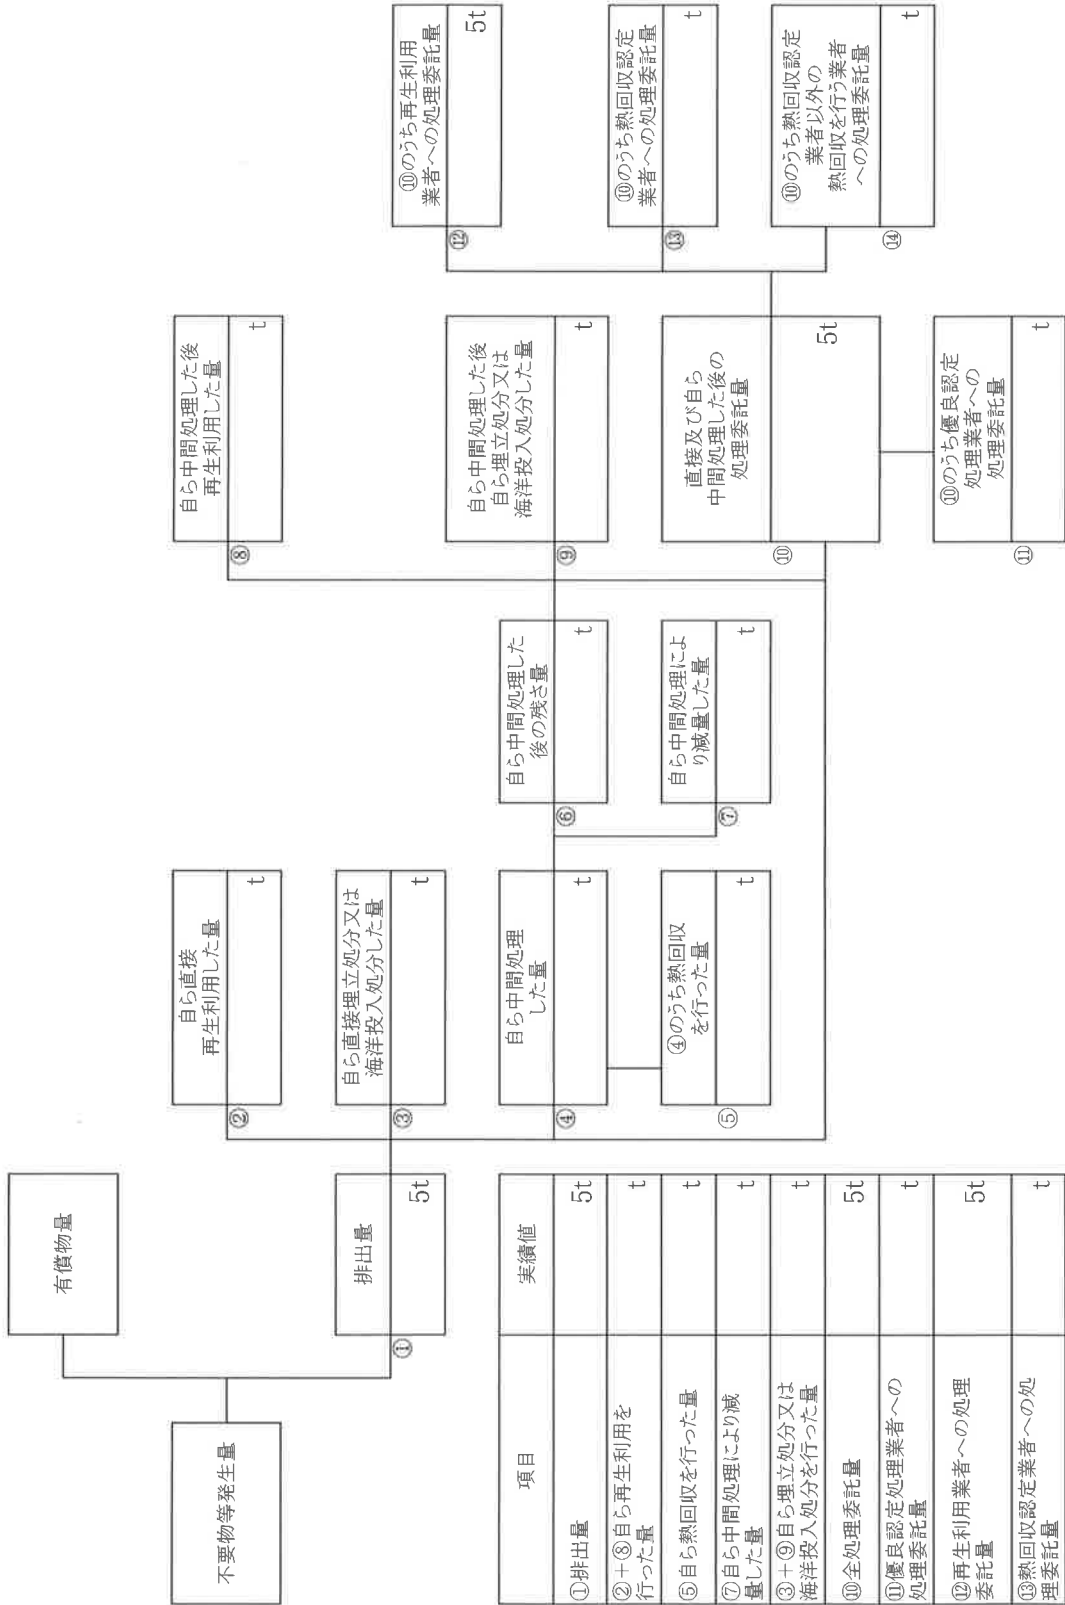 不要物等発生量
有償物量
排出量
①
5t
自ら直接
再生利用した量
②
t
自ら直接埋立処分又は
海洋投入処分した量
③
t
自ら中間処理
した量
④
t
④のうち熱回収
を行った量
⑤
t
自ら中間処理した
後の残さ量
⑥
t
自ら中間処理によ
り減量した量
⑦
t
自ら中間処理した後
再生利用した量
⑧
t
自ら中間処理した後
自ら埋立処分又は
海洋投入処分した量
⑨
t
直接及び自ら
中間処理した後の
処理委託量
⑩
5t
⑩のうち優良認定
処理業者への
処理委託量
⑪
t
⑩のうち再生利用
業者への処理委託量
⑫
5t
⑩のうち熱回収認定
業者への処理委託量
⑬
t
⑩のうち熱回収認定
業者以外の
熱回収を行う業者
への処理委託量
⑭
t
項目
実績値
①排出量
5t
②+⑧自ら再生利用を
行った量
t
⑤自ら熱回収を行った量
t
⑦自ら中間処理により減
量した量
t
③+⑨自ら埋立処分又は
海洋投入処分を行った量
t
⑩全処理委託量
5t
⑪優良認定処理業者への
処理委託量
t
⑫再生利用業者への処理
委託量
5t
⑬熱回収認定業者への処
理委託量
t